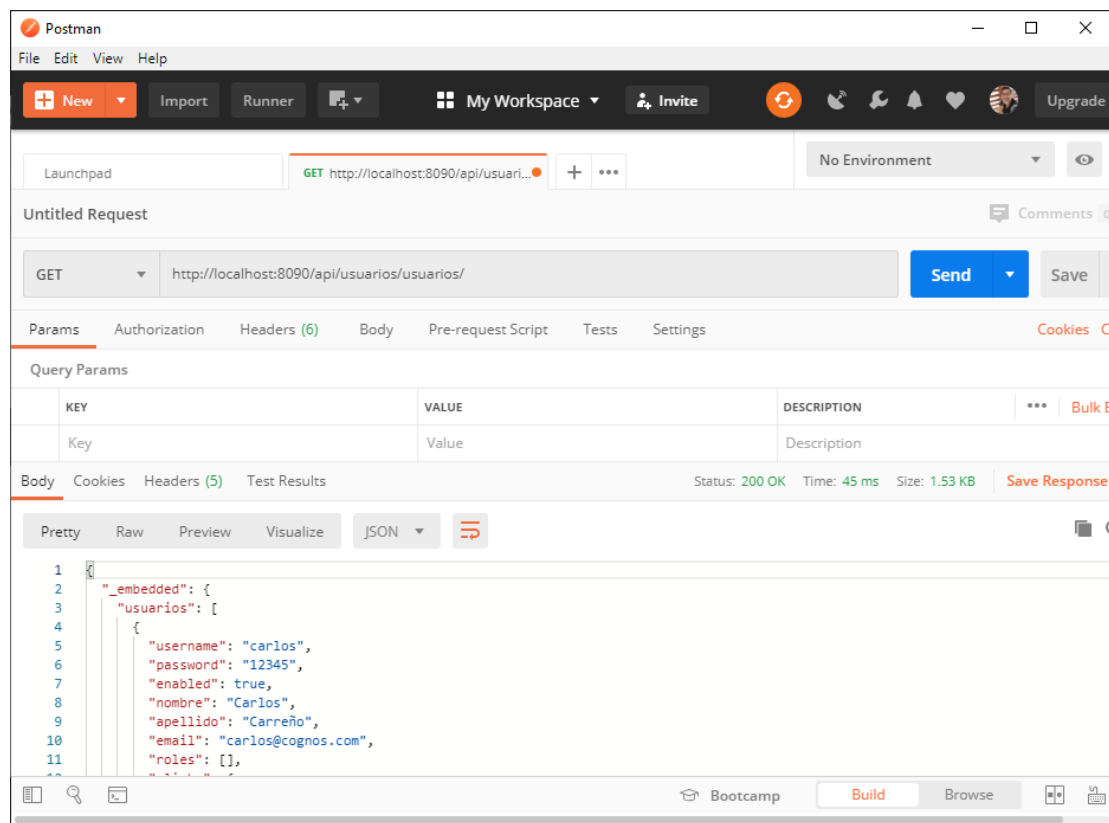 Postman
File Edit View Help
New Import Runner My Workspace Invite Upgrade
Launchpad GET http://localhost:8090/api/usuari... No Environment
Untitled Request Comments
GET http://localhost:8090/api/usuarios/usuarios/ Send Save
Params Authorization Headers (6) Body Pre-request Script Tests Settings Cookies
Query Params
KEY VALUE DESCRIPTION Bulk
Key Value Description
Body Cookies Headers (5) Test Results Status: 200 OK Time: 45 ms Size: 1.53 KB Save Response
Pretty Raw Preview Visualize JSON
1 {
2 "_embedded": {
3 "usuarios": [
4 {
5 "username": "carlos",
6 "password": "12345",
7 "enabled": true,
8 "nombre": "Carlos",
9 "apellido": "Carreño",
10 "email": "carlos@cognos.com",
11 "roles": [],
Bootcamp Build Browse